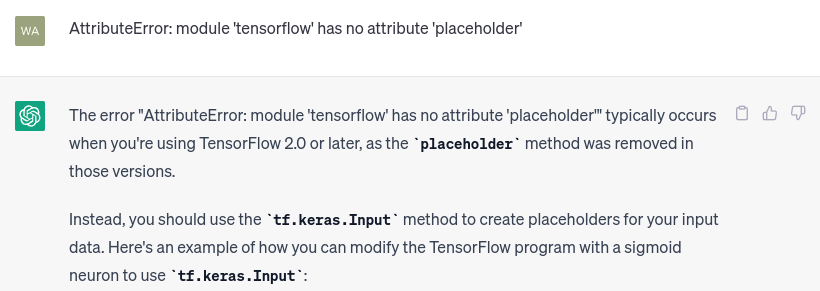 WA
AttributeError: module 'tensorflow' has no attribute 'placeholder'
The error "AttributeError: module 'tensorflow' has no attribute 'placeholder'" typically occurs
when you're using TensorFlow 2.0 or later, as the `placeholder` method was removed in
those versions.
Instead, you should use the `tf.keras.Input` method to create placeholders for your input
data. Here's an example of how you can modify the TensorFlow program with a sigmoid
neuron to use `tf.keras.Input`: